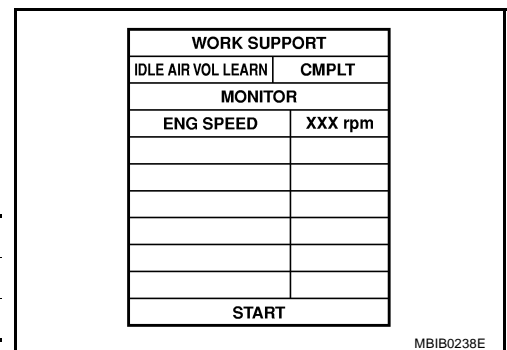 WORK SUPPORT
IDLE AIR VOL LEARN CMPLT
MONITOR
ENG SPEED XXX rpm
START
MBIB0238E